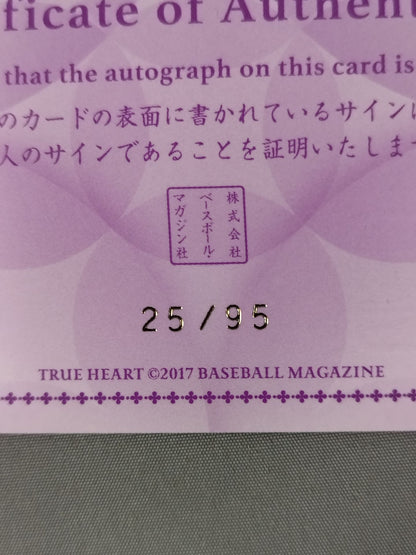 ficate of Authen
that the autograph on this card is
のカードの表面に書かれているサインに
人のサインであることを証明いたします
株式会社
ベースボール・
マガジン社
25/95
TRUE HEART ©2017 BASEBALL MAGAZINE